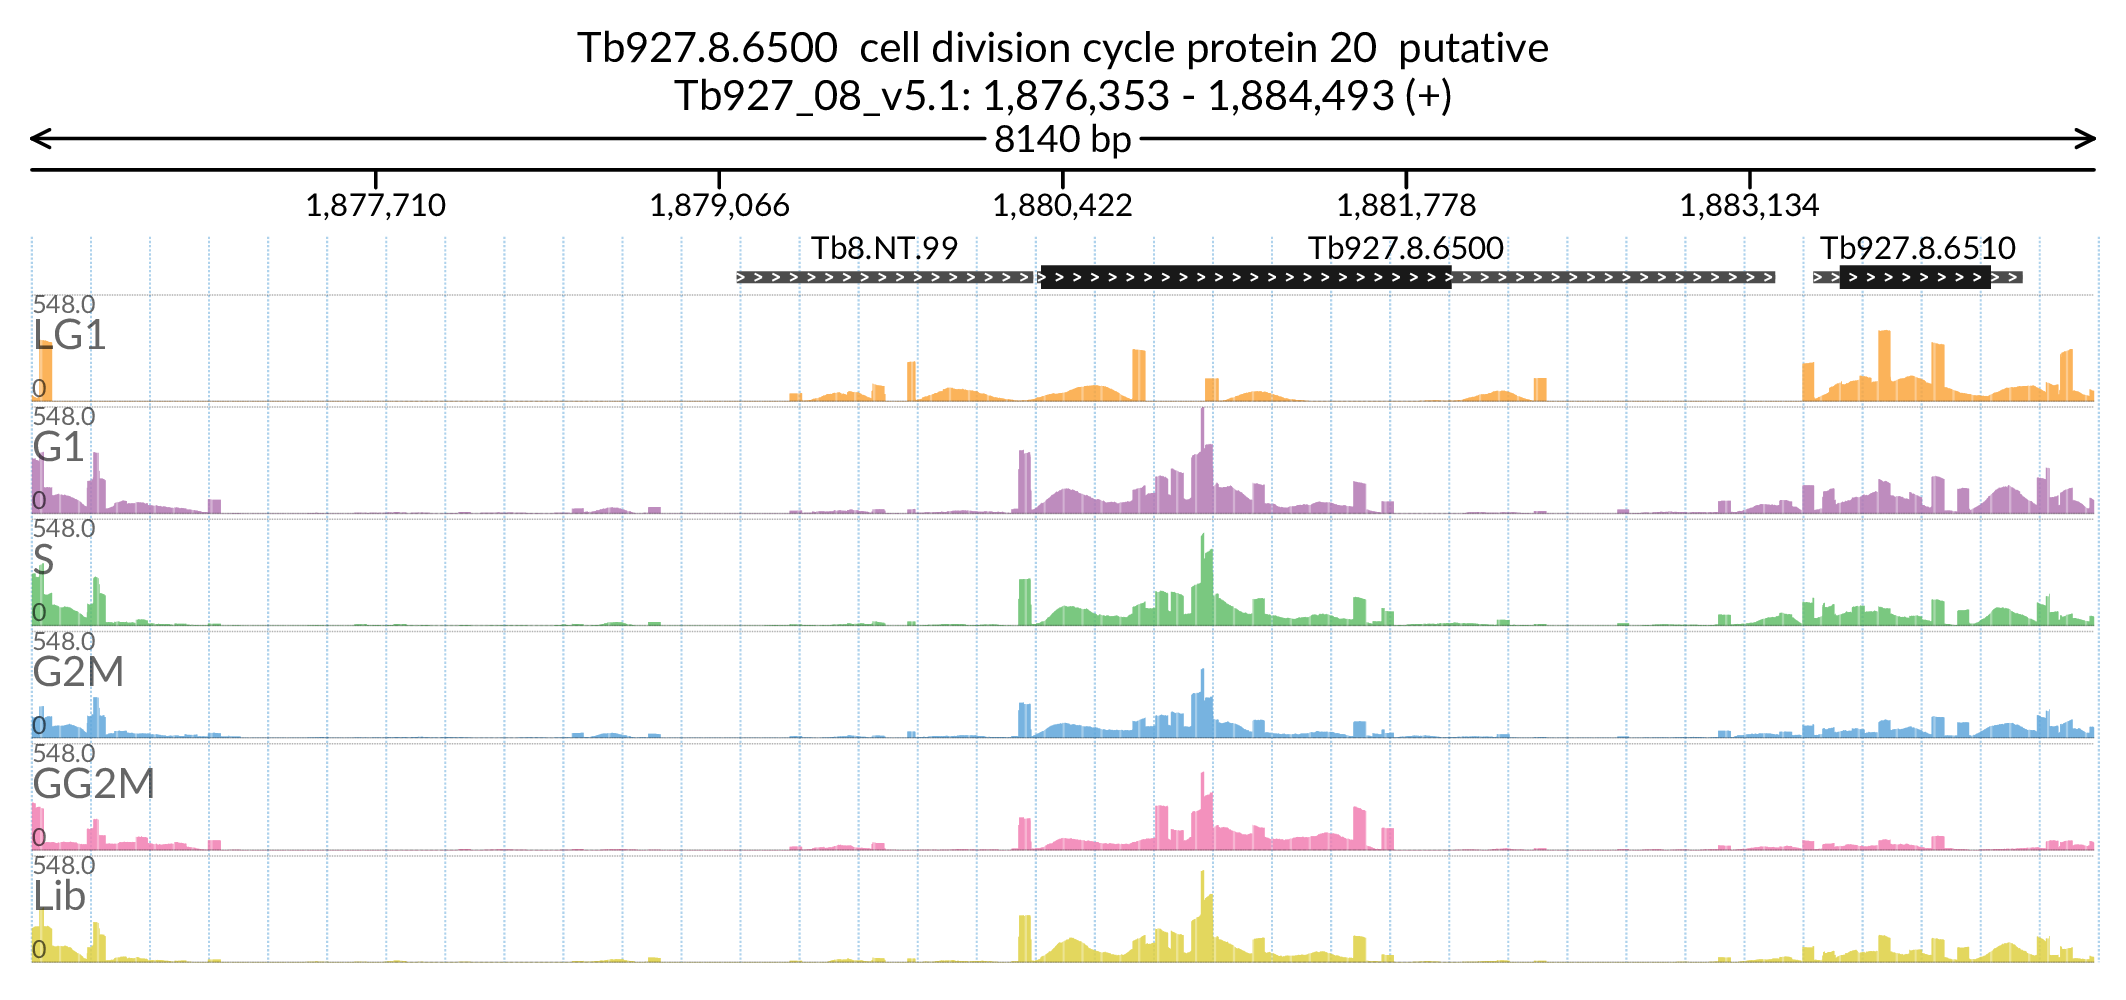 Tb927.8.6500  cell division cycle protein 20  putative
Tb927_08_v5.1: 1,876,353 - 1,884,493 (+)
8140 bp
1,877,710 1,879,066 1,880,422 1,881,778 1,883,134
Tb8.NT.99 Tb927.8.6500 Tb927.8.6510
548.0
LG1
0
548.0
G1
0
548.0
S
0
548.0
G2M
0
548.0
GG2M
0
548.0
Lib
0